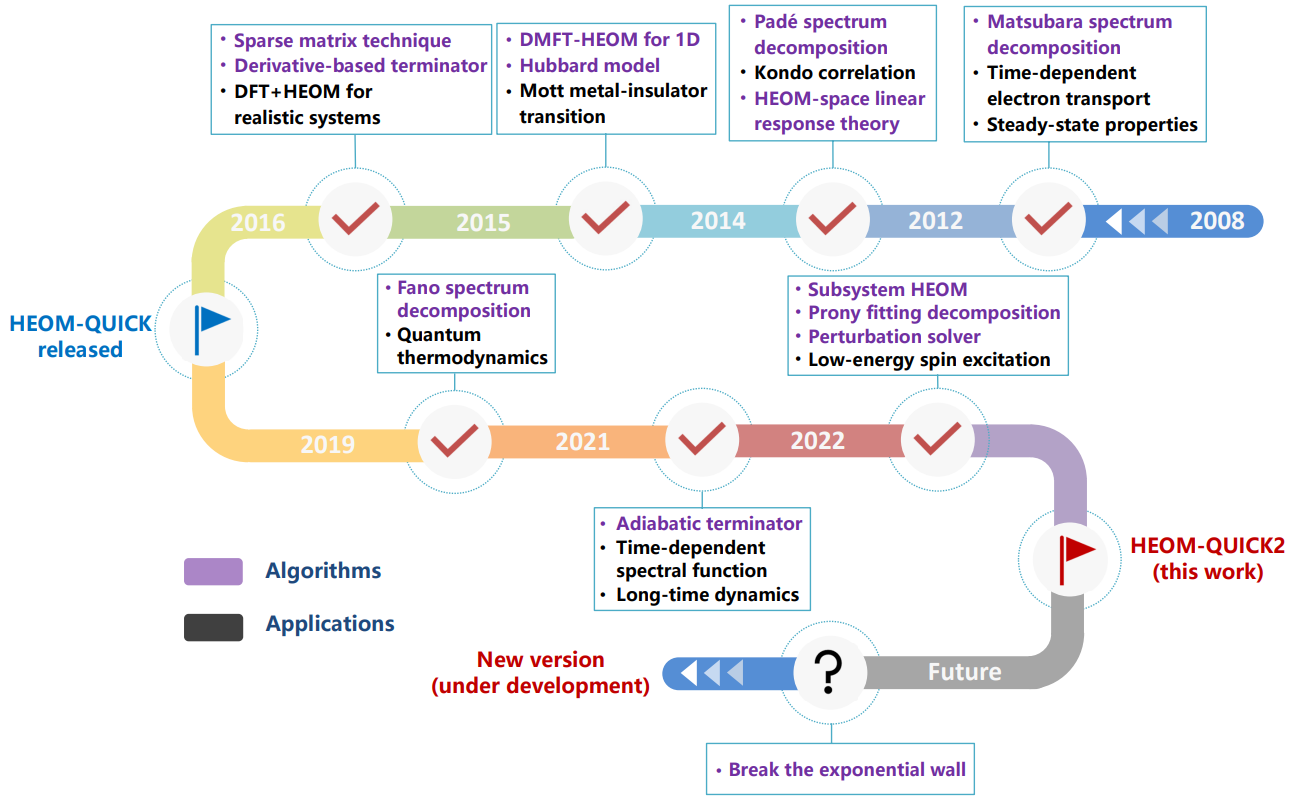 • Sparse matrix technique
• Derivative-based terminator
• DFT+HEOM for
realistic systems
• DMFT-HEOM for 1D
• Hubbard model
• Mott metal-insulator
transition
• Padé spectrum
decomposition
• Kondo correlation
• HEOM-space linear
response theory
• Matsubara spectrum
decomposition
• Time-dependent
electron transport
• Steady-state properties
2016
2015
2014
2012
2008
HEOM-QUICK
released
• Fano spectrum
decomposition
• Quantum
thermodynamics
• Subsystem HEOM
• Prony fitting decomposition
• Perturbation solver
• Low-energy spin excitation
2019
2021
2022
• Adiabatic terminator
• Time-dependent
spectral function
• Long-time dynamics
HEOM-QUICK2
(this work)
Algorithms
Applications
New version
(under development)
?
Future
• Break the exponential wall